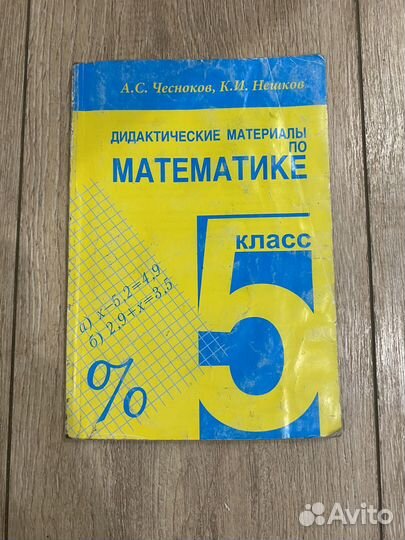 А.С. Чесноков, К.И. Нешков
ДИДАКТИЧЕСКИЕ МАТЕРИАЛЫ
ПО
МАТЕМАТИКЕ
класс
5
а) x-5,2=4,9
б) 2,9+x=3,5
%
Avito